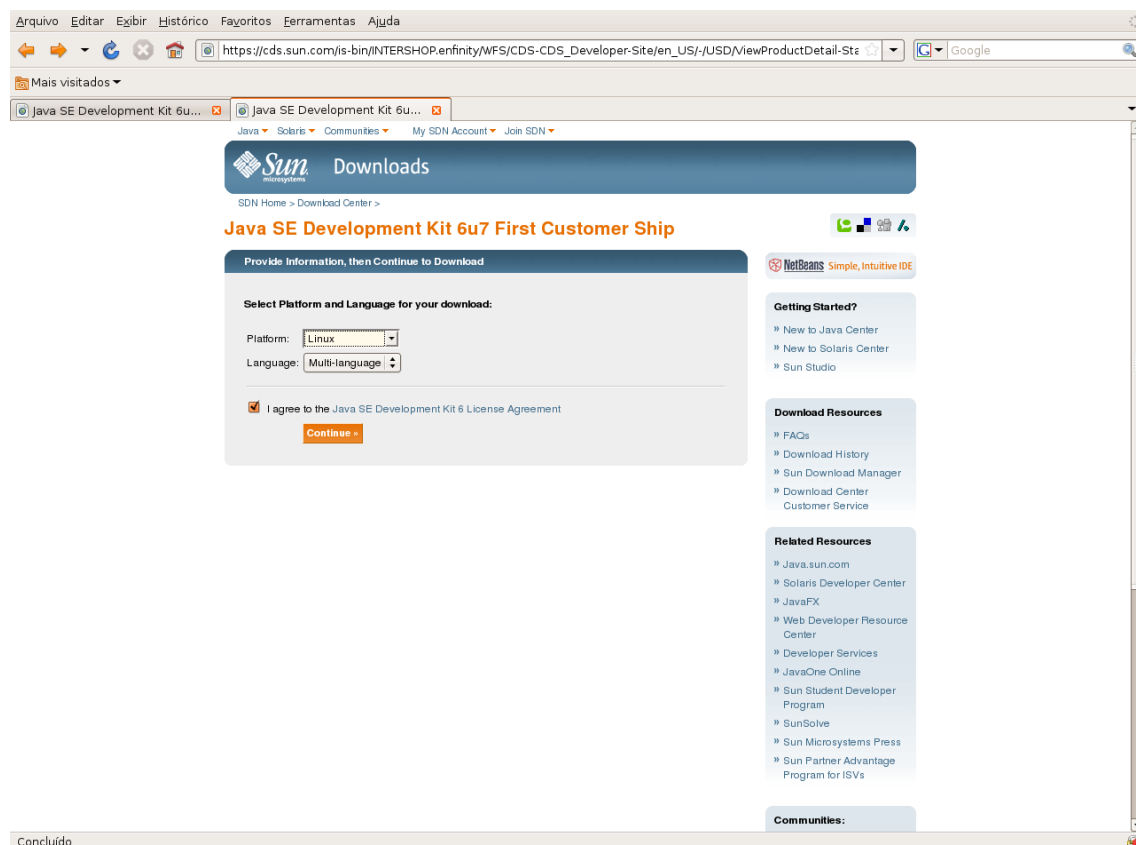 Arquivo Editar Exibir Histórico Favoritos Ferramentas Ajuda
https://cds.sun.com/is-bin/INTERSHOP.enfinity/WFS/CDS-CDS_Developer-Site/en_US/-/USD/ViewProductDetail-Sta
Google
Mais visitados
Java SE Development Kit 6u... Java SE Development Kit 6u...
Java Solaris Communities My SDN Account Join SDN
Sun microsystems Downloads
SDN Home > Download Center >
Java SE Development Kit 6u7 First Customer Ship
Provide Information, then Continue to Download
Select Platform and Language for your download:
Platform: Linux
Language: Multi-language
I agree to the Java SE Development Kit 6 License Agreement
Continue »
NetBeans Simple, Intuitive IDE
Getting Started?
» New to Java Center
» New to Solaris Center
» Sun Studio
Download Resources
» FAQs
» Download History
» Sun Download Manager
» Download Center
Customer Service
Related Resources
» Java.sun.com
» Solaris Developer Center
» JavaFX
» Web Developer Resource
Center
» Developer Services
» JavaOne Online
» Sun Student Developer
Program
» SunSolve
» Sun Microsystems Press
» Sun Partner Advantage
Program for ISVs
Communities:
Concluído